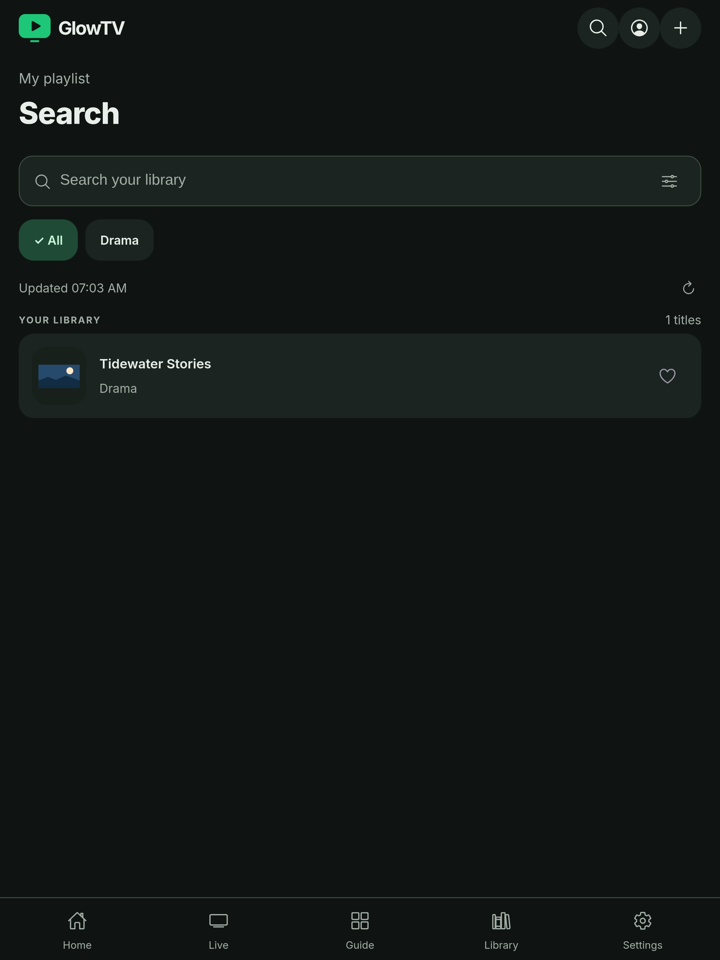 GlowTV
My playlist
Search
Search your library
All
Drama
Updated 07:03 AM
YOUR LIBRARY
1 titles
Tidewater Stories
Drama
Home
Live
Guide
Library
Settings